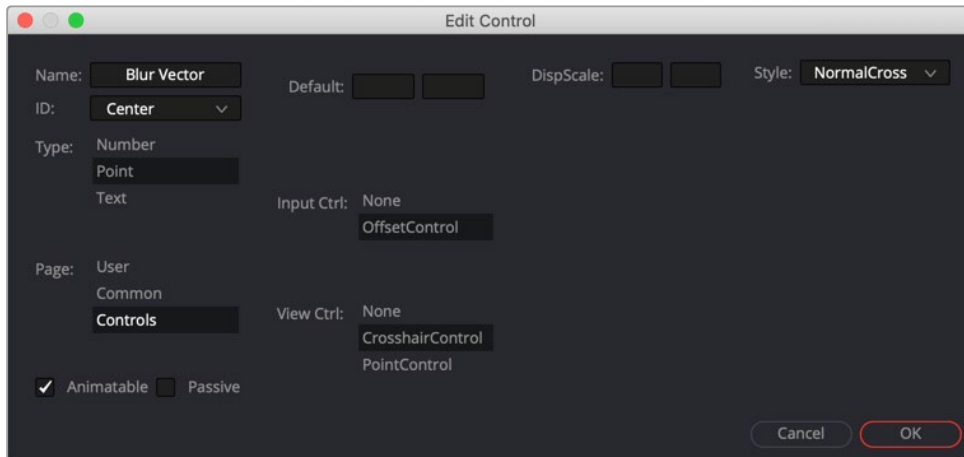 Edit Control
Name: Blur Vector
Default:
DispScale:
Style: NormalCross
ID: Center
Type: Number
Point
Text
Input Ctrl: None
OffsetControl
Page: User
Common
Controls
View Ctrl: None
CrosshairControl
PointControl
Animatable Passive
Cancel OK